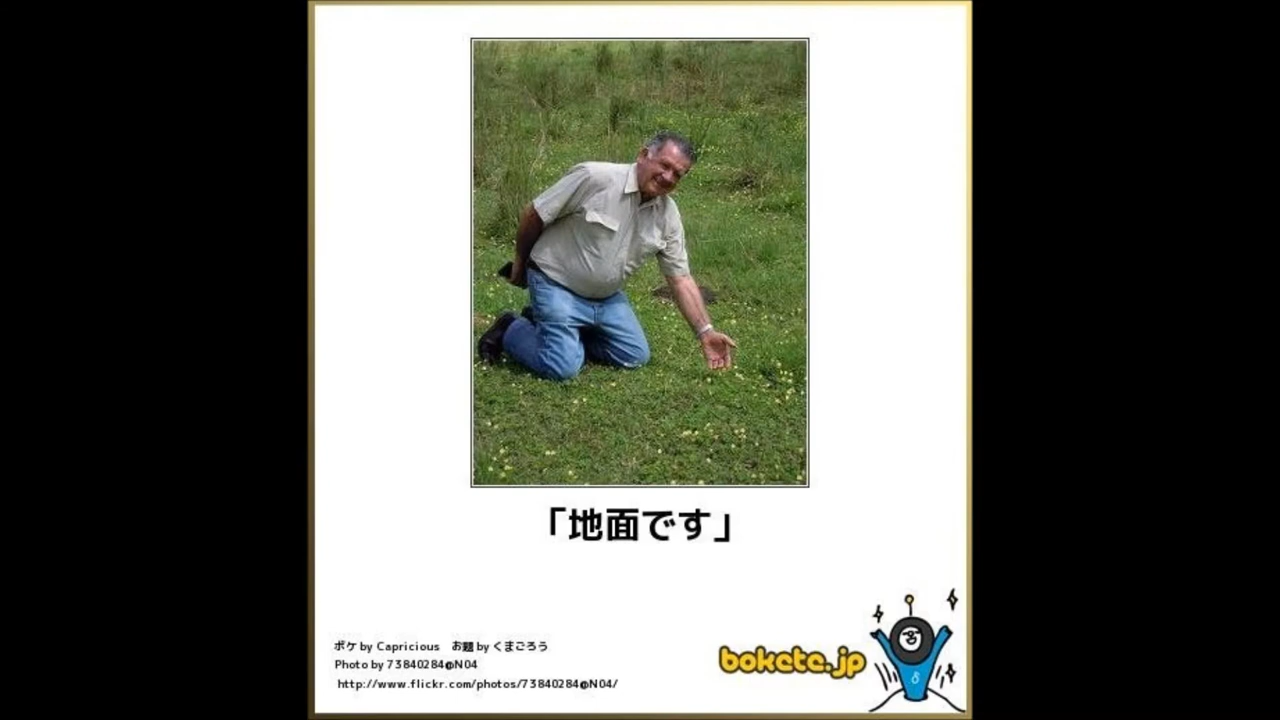 「地面です」
ボケ by Capricious　お題 by くまごろう
Photo by 73840284@N04
http://www.flickr.com/photos/73840284@N04/
bokete.jp